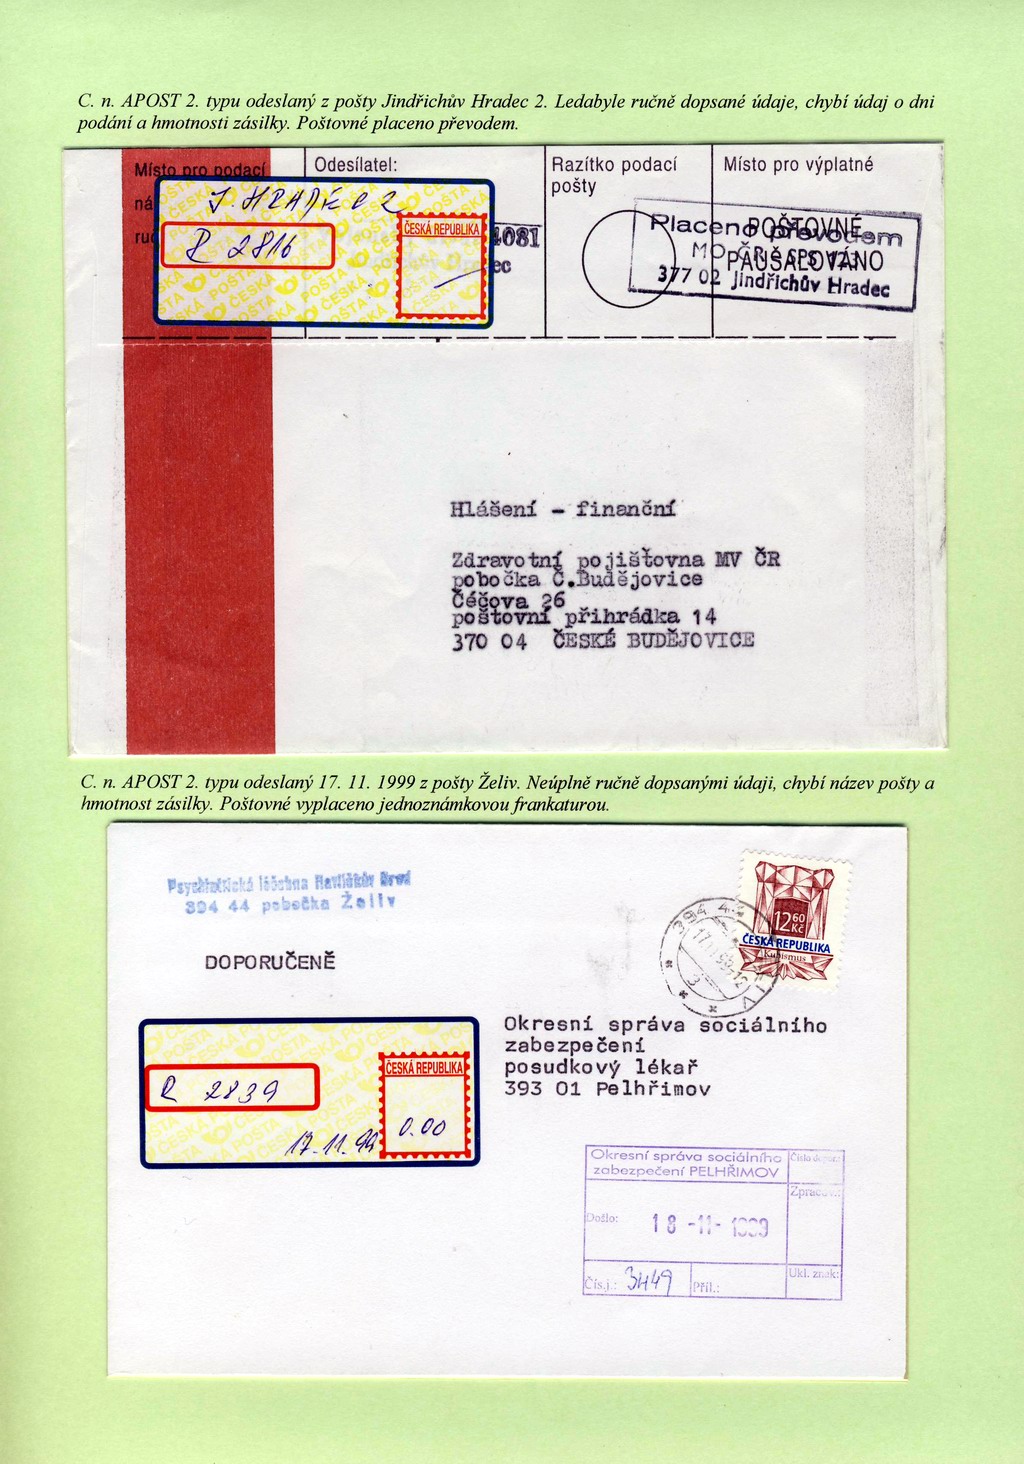 C. n. APOST 2. typu odeslaný z pošty Jindřichův Hradec 2. Ledabyle ručně dopsané údaje, chybí údaj o dni
podání a hmotnosti zásilky. Poštovné placeno převodem.
Místo pro podací
Odesílatel:
Razítko podací
pošty
Místo pro výplatné
J. HRADEC 2
R 2816
ČESKÁ REPUBLIKA
4081
POŠTOVNÉ
PAUŠALOVÁNO
Placeno převodem
377 02 Jindřichův Hradec
Hlášení - finanční
Zdravotní pojišťovna MV ČR
pobočka Č.Budějovice
Čéčova 26
poštovní přihrádka 14
370 04 ČESKÉ BUDĚJOVICE
C. n. APOST 2. typu odeslaný 17. 11. 1999 z pošty Želiv. Neúplně ručně dopsanými údaji, chybí název pošty a
hmotnost zásilky. Poštovné vyplaceno jednoznámkovou frankaturou.
Psychiatrická léčebna Havlíčkův Brod
394 44 pobočka Želiv
DOPORUČENĚ
12 60
Kč
ČESKÁ REPUBLIKA
Kubismus
Okresní správa sociálního
zabezpečení
posudkový lékař
393 01 Pelhřimov
ČESKÁ REPUBLIKA
R 2839
17.11.99
0.00
Okresní správa sociálního
zabezpečení PELHŘIMOV
Došlo:
18 -11- 1999
Čís.j.: 3449
Příl.:
Ukl. znak: